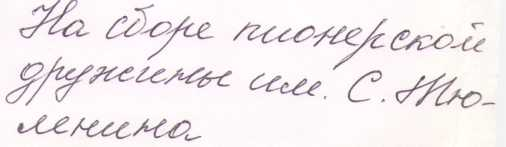 На сборе пионерской
дружины им. С. Тю-
ленина